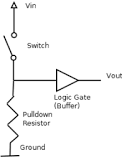 Vin
Switch
Vout
Logic Gate
(Buffer)
Pulldown
Resistor
Ground